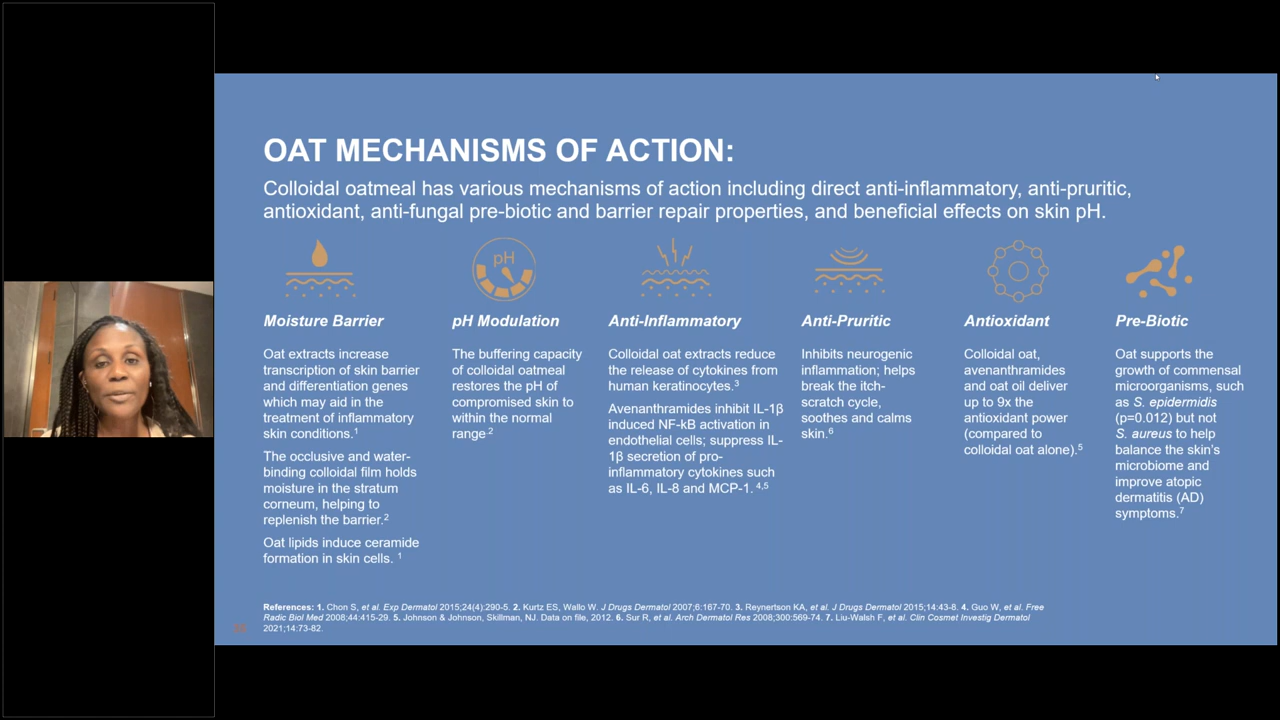 OAT MECHANISMS OF ACTION:
Colloidal oatmeal has various mechanisms of action including direct anti-inflammatory, anti-pruritic,
antioxidant, anti-fungal pre-biotic and barrier repair properties, and beneficial effects on skin pH.
pH
Moisture Barrier
Oat extracts increase
transcription of skin barrier
and differentiation genes
which may aid in the
treatment of inflammatory
skin conditions.1
The occlusive and water-
binding colloidal film holds
moisture in the stratum
corneum, helping to
replenish the barrier.2
Oat lipids induce ceramide
formation in skin cells. 1
pH Modulation
The buffering capacity
of colloidal oatmeal
restores the pH of
compromised skin to
within the normal
range.2
Anti-Inflammatory
Colloidal oat extracts reduce
the release of cytokines from
human keratinocytes.3
Avenanthramides inhibit IL-1β
induced NF-kB activation in
endothelial cells; suppress IL-
1β secretion of pro-
inflammatory cytokines such
as IL-6, IL-8 and MCP-1. 4,5
Anti-Pruritic
Inhibits neurogenic
inflammation; helps
break the itch-
scratch cycle,
soothes and calms
skin.6
Antioxidant
Colloidal oat,
avenanthramides
and oat oil deliver
up to 9x the
antioxidant power
(compared to
colloidal oat alone).5
Pre-Biotic
Oat supports the
growth of commensal
microorganisms, such
as S. epidermidis
(p=0.012) but not
S. aureus to help
balance the skin's
microbiome and
improve atopic
dermatitis (AD)
symptoms.7
References: 1. Chon S, et al. Exp Dermatol 2015;24(4):290-5. 2. Kurtz ES, Wallo W. J Drugs Dermatol 2007;6:167-70. 3. Reynertson KA, et al. J Drugs Dermatol 2015;14:43-8. 4. Guo W, et al. Free
Radic Biol Med 2008;44:415-29. 5. Johnson & Johnson, Skillman, NJ. Data on file, 2012. 6. Sur R, et al. Arch Dermatol Res 2008;300:569-74. 7. Liu-Walsh F, et al. Clin Cosmet Investig Dermatol
2021;14:73-82.